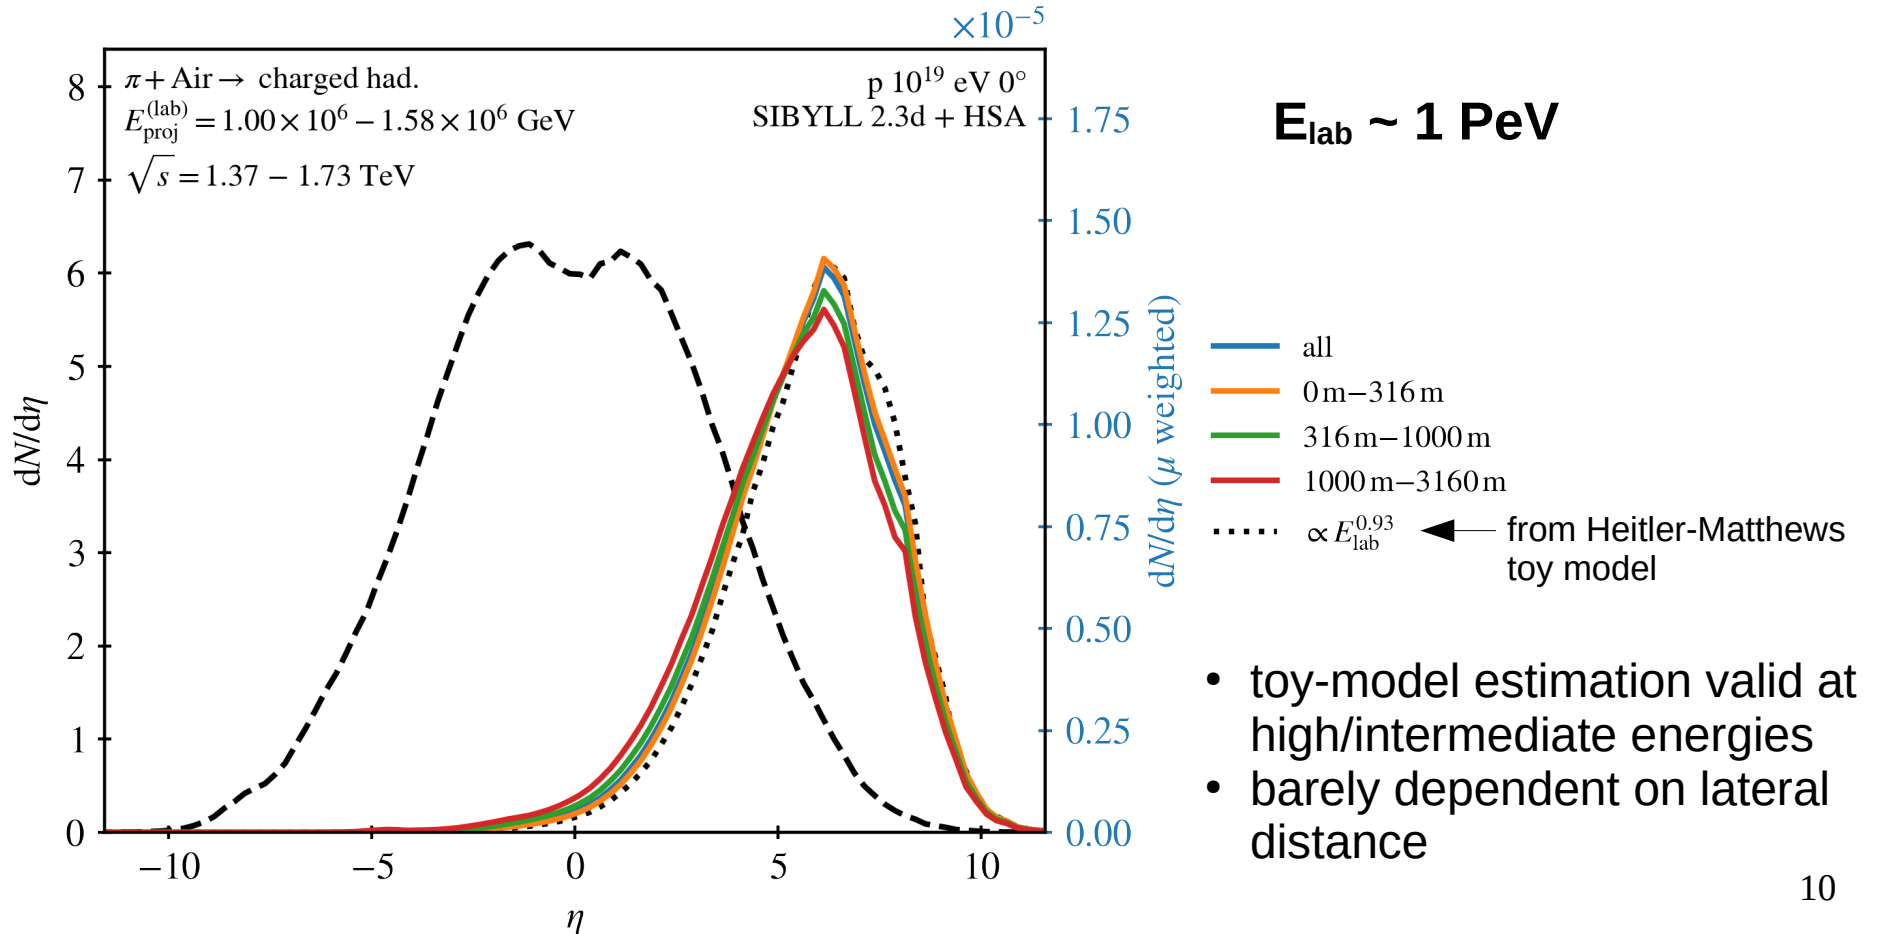 ×10⁻⁵
π + Air → charged had.
E_proj^(lab) = 1.00 × 10⁶ − 1.58 × 10⁶ GeV
√s = 1.37 − 1.73 TeV
p 10¹⁹ eV 0°
SIBYLL 2.3d + HSA
8
7
6
5
4
3
2
1
0
dN/dη
−10
−5
0
5
10
η
1.75
1.50
1.25
1.00
0.75
0.50
0.25
0.00
dN/dη (μ weighted)
E_lab ~ 1 PeV
all
0 m−316 m
316 m−1000 m
1000 m−3160 m
∝E_lab^0.93
from Heitler-Matthews
toy model
• toy-model estimation valid at
high/intermediate energies
• barely dependent on lateral
distance
10